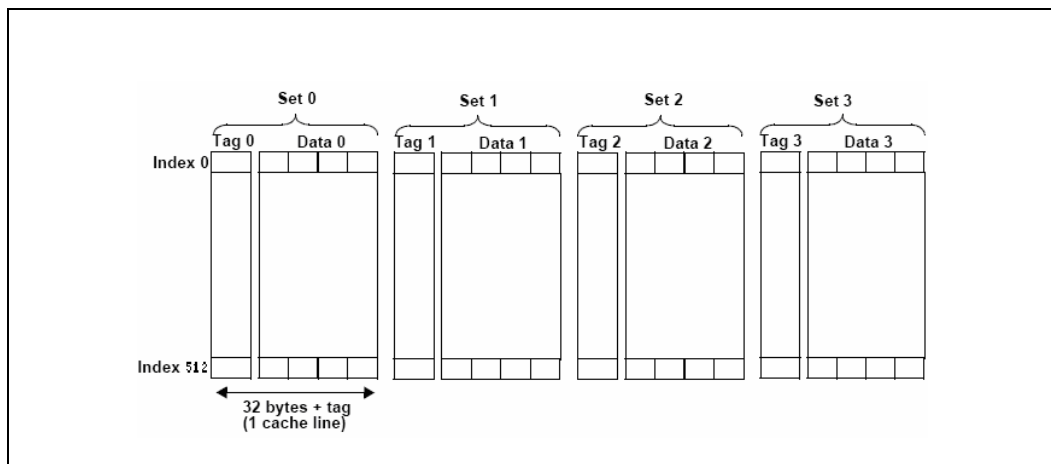 Set 0 Set 1 Set 2 Set 3
Tag 0 Data 0 Tag 1 Data 1 Tag 2 Data 2 Tag 3 Data 3
Index 0
Index 512
32 bytes + tag
(1 cache line)